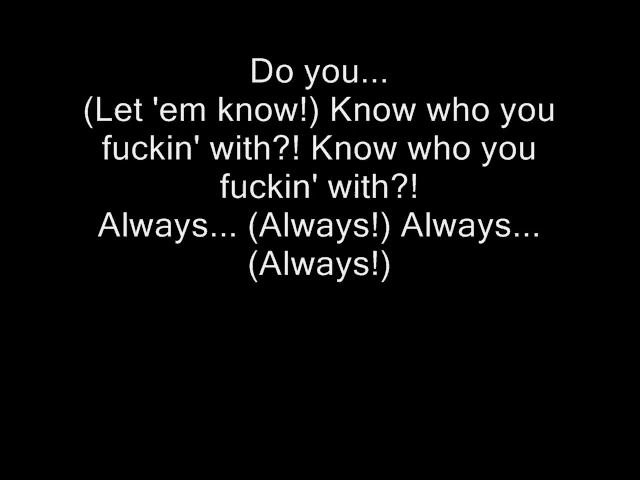 Do you...
(Let 'em know!) Know who you
fuckin' with?! Know who you
fuckin' with?!
Always... (Always!) Always...
(Always!)